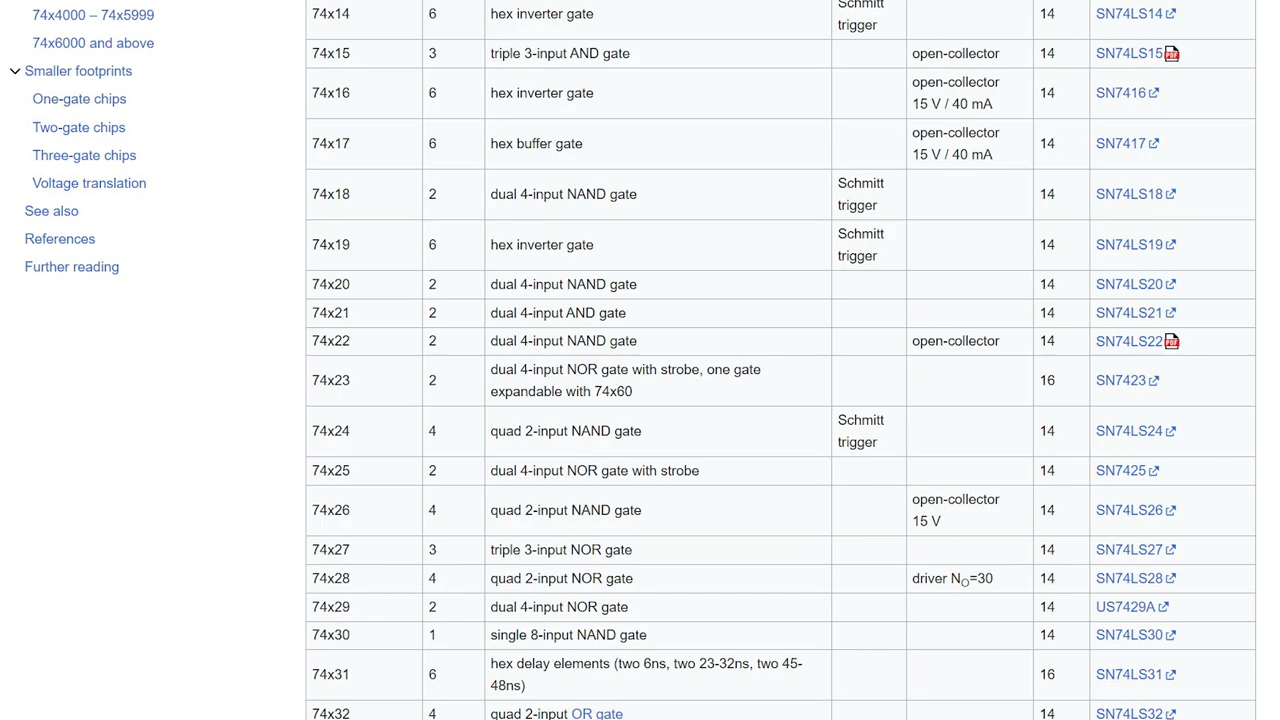 74x4000 – 74x5999
74x6000 and above
Smaller footprints
One-gate chips
Two-gate chips
Three-gate chips
Voltage translation
See also
References
Further reading
74x14 6 hex inverter gate Schmitt trigger 14 SN74LS14
74x15 3 triple 3-input AND gate open-collector 14 SN74LS15
74x16 6 hex inverter gate open-collector 15 V / 40 mA 14 SN7416
74x17 6 hex buffer gate open-collector 15 V / 40 mA 14 SN7417
74x18 2 dual 4-input NAND gate Schmitt trigger 14 SN74LS18
74x19 6 hex inverter gate Schmitt trigger 14 SN74LS19
74x20 2 dual 4-input NAND gate 14 SN74LS20
74x21 2 dual 4-input AND gate 14 SN74LS21
74x22 2 dual 4-input NAND gate open-collector 14 SN74LS22
74x23 2 dual 4-input NOR gate with strobe, one gate expandable with 74x60 16 SN7423
74x24 4 quad 2-input NAND gate Schmitt trigger 14 SN74LS24
74x25 2 dual 4-input NOR gate with strobe 14 SN7425
74x26 4 quad 2-input NAND gate open-collector 15 V 14 SN74LS26
74x27 3 triple 3-input NOR gate 14 SN74LS27
74x28 4 quad 2-input NOR gate driver NO=30 14 SN74LS28
74x29 2 dual 4-input NOR gate 14 US7429A
74x30 1 single 8-input NAND gate 14 SN74LS30
74x31 6 hex delay elements (two 6ns, two 23-32ns, two 45-48ns) 16 SN74LS31
74x32 4 quad 2-input OR gate 14 SN74LS32